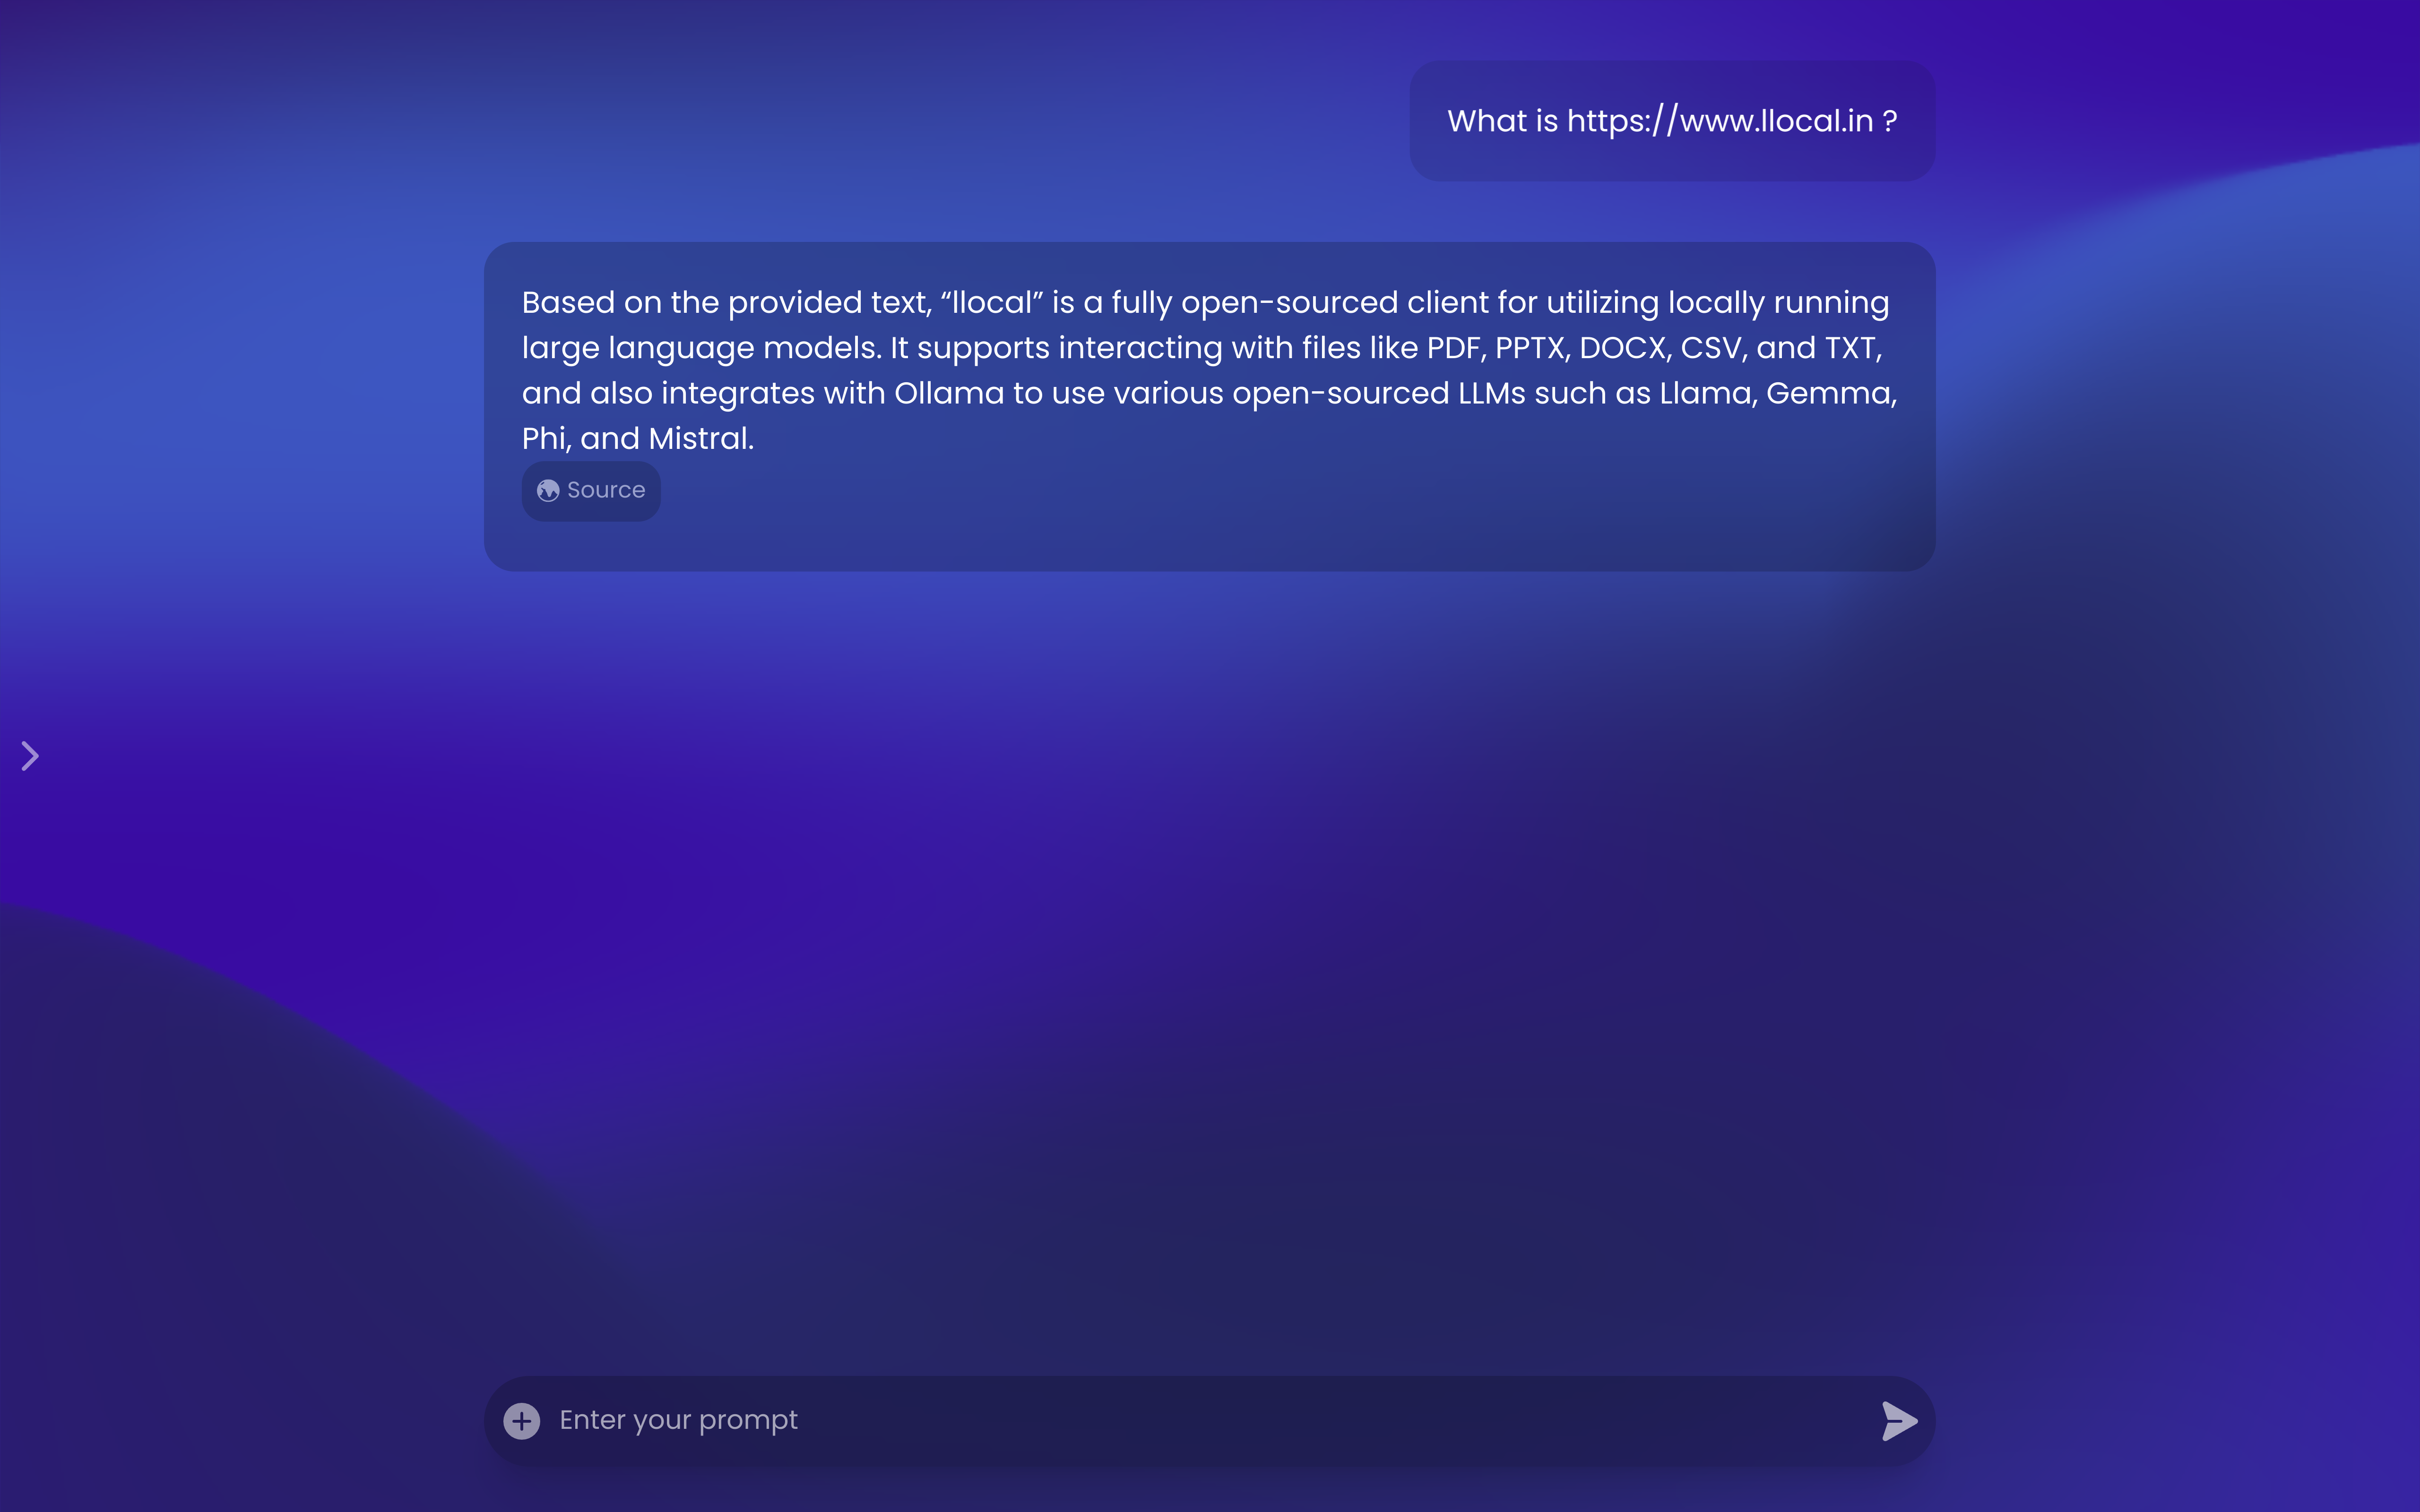 What is https://www.llocal.in ?
Based on the provided text, “llocal” is a fully open-sourced client for utilizing locally running
large language models. It supports interacting with files like PDF, PPTX, DOCX, CSV, and TXT,
and also integrates with Ollama to use various open-sourced LLMs such as Llama, Gemma,
Phi, and Mistral.
Source
Enter your prompt